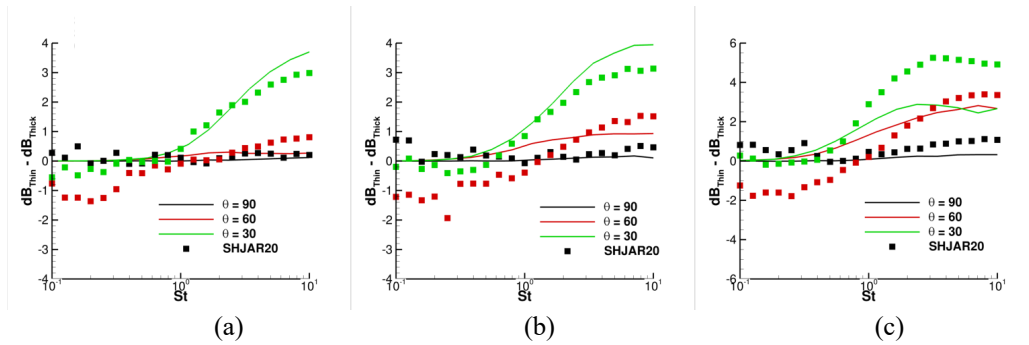 4
3
2
1
0
-1
-2
-3
-4
dB_Thin - dB_Thick
θ = 90
θ = 60
θ = 30
SHJAR20
10^-1
10^0
10^1
St
(a)
4
3
2
1
0
-1
-2
-3
-4
dB_Thin - dB_Thick
θ = 90
θ = 60
θ = 30
SHJAR20
10^-1
10^0
10^1
St
(b)
6
4
2
0
-2
-4
-6
dB_Thin - dB_Thick
θ = 90
θ = 60
θ = 30
SHJAR20
10^-1
10^0
10^1
St
(c)